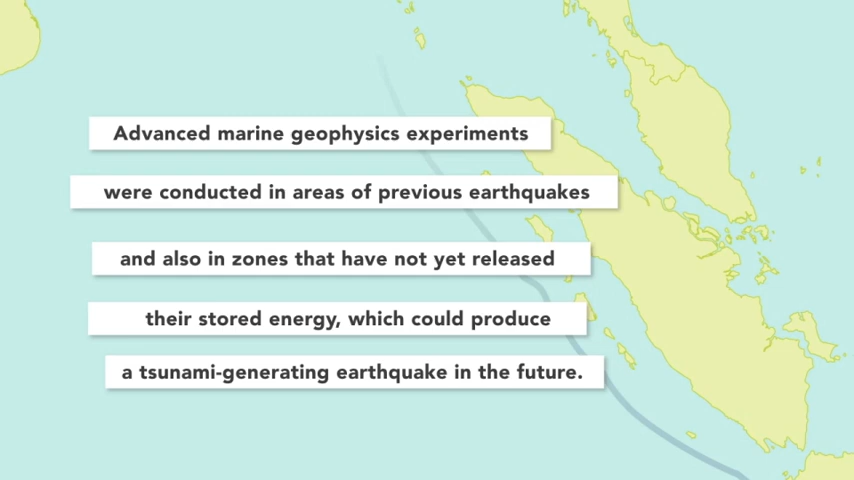 Advanced marine geophysics experiments
were conducted in areas of previous earthquakes
and also in zones that have not yet released
their stored energy, which could produce
a tsunami-generating earthquake in the future.